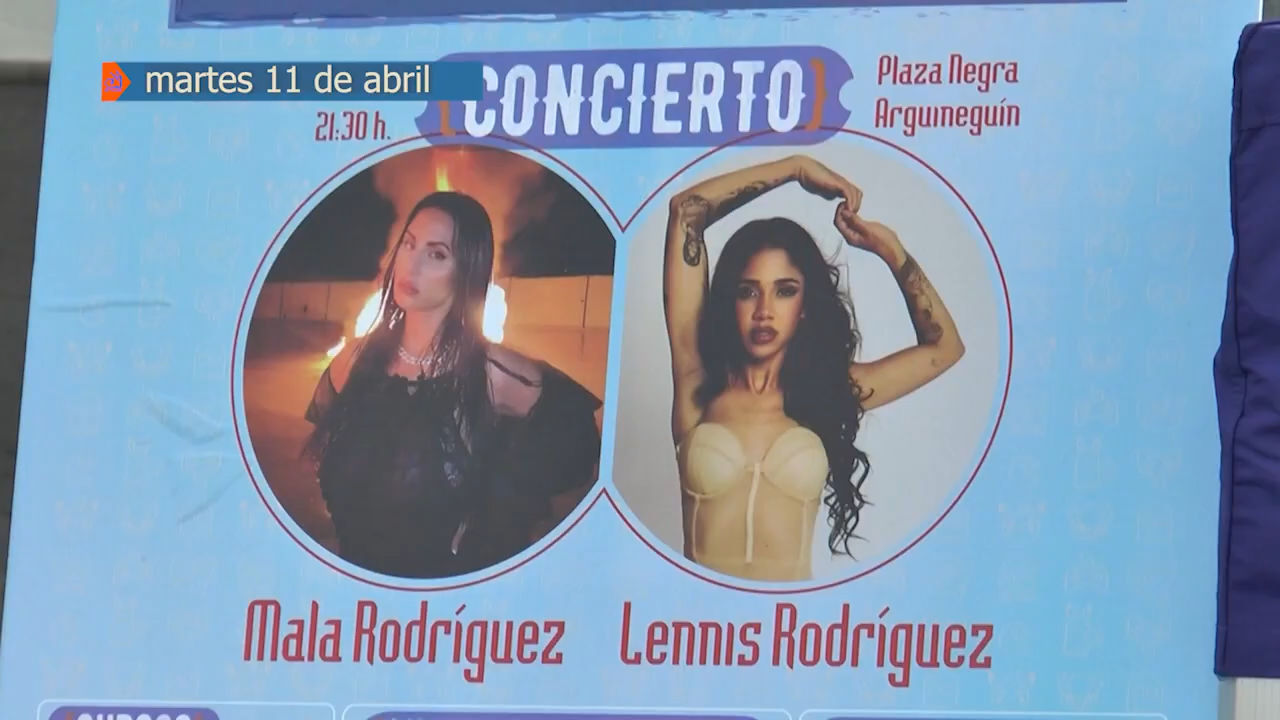 martes 11 de abril
21:30 h.
CONCIERTO
Plaza Negra
Arguineguín
Mala Rodríguez
Lennis Rodríguez